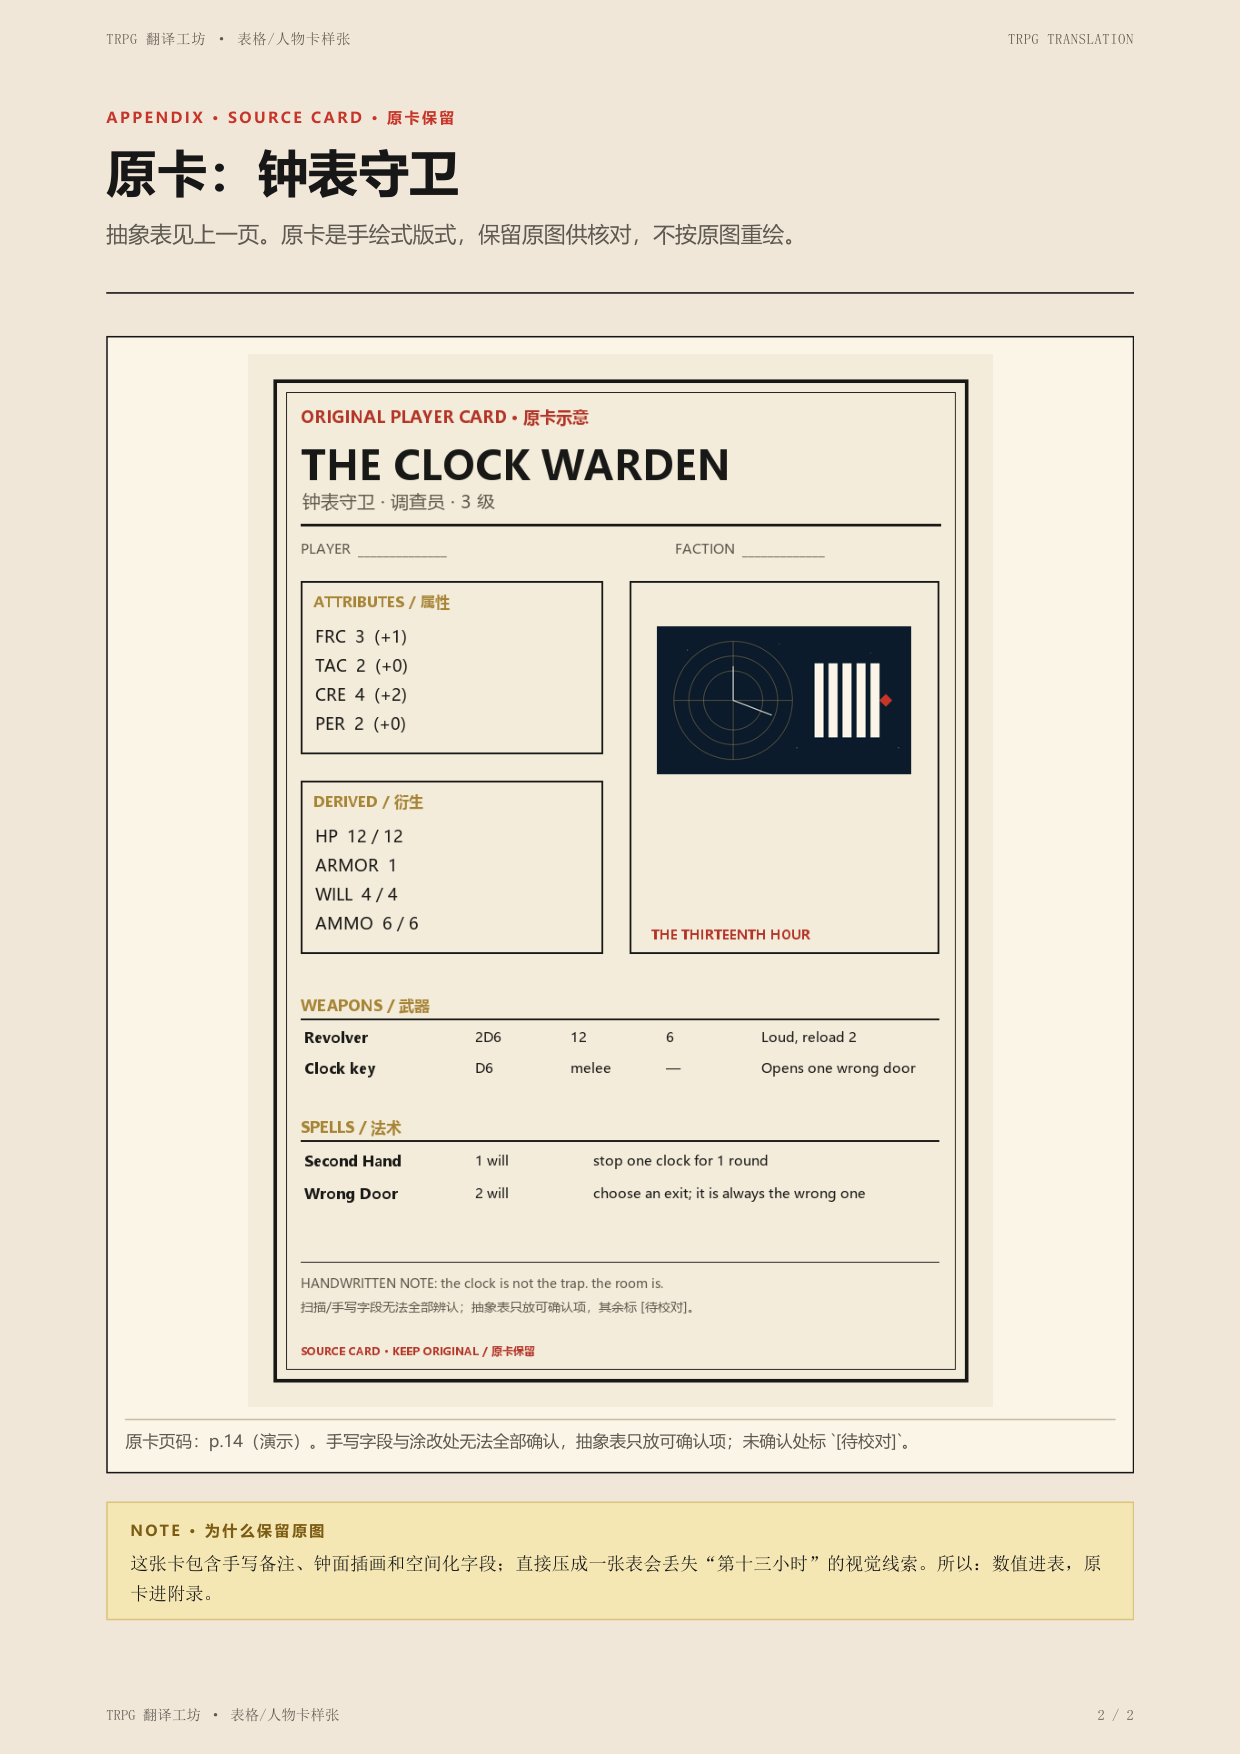 TRPG 翻译工坊 • 表格/人物卡样张
TRPG TRANSLATION
APPENDIX • SOURCE CARD • 原卡保留
原卡：钟表守卫
抽象表见上一页。原卡是手绘式版式，保留原图供核对，不按原图重绘。
ORIGINAL PLAYER CARD • 原卡示意
THE CLOCK WARDEN
钟表守卫 · 调查员 · 3 级
PLAYER ____________
FACTION ___________
ATTRIBUTES / 属性
FRC 3 (+1)
TAC 2 (+0)
CRE 4 (+2)
PER 2 (+0)
DERIVED / 衍生
HP 12 / 12
ARMOR 1
WILL 4 / 4
AMMO 6 / 6
THE THIRTEENTH HOUR
WEAPONS / 武器
Revolver 2D6 12 6 Loud, reload 2
Clock key D6 melee — Opens one wrong door
SPELLS / 法术
Second Hand 1 will stop one clock for 1 round
Wrong Door 2 will choose an exit; it is always the wrong one
HANDWRITTEN NOTE: the clock is not the trap. the room is.
扫描/手写字段无法全部辨认；抽象表只放可确认项，其余标 [待校对]。
SOURCE CARD • KEEP ORIGINAL / 原卡保留
原卡页码：p.14（演示）。手写字段与涂改处无法全部确认，抽象表只放可确认项；未确认处标 `[待校对]`。
NOTE • 为什么保留原图
这张卡包含手写备注、钟面插画和空间化字段；直接压成一张表会丢失“第十三小时”的视觉线索。所以：数值进表，原
卡进附录。
TRPG 翻译工坊 • 表格/人物卡样张
2 / 2